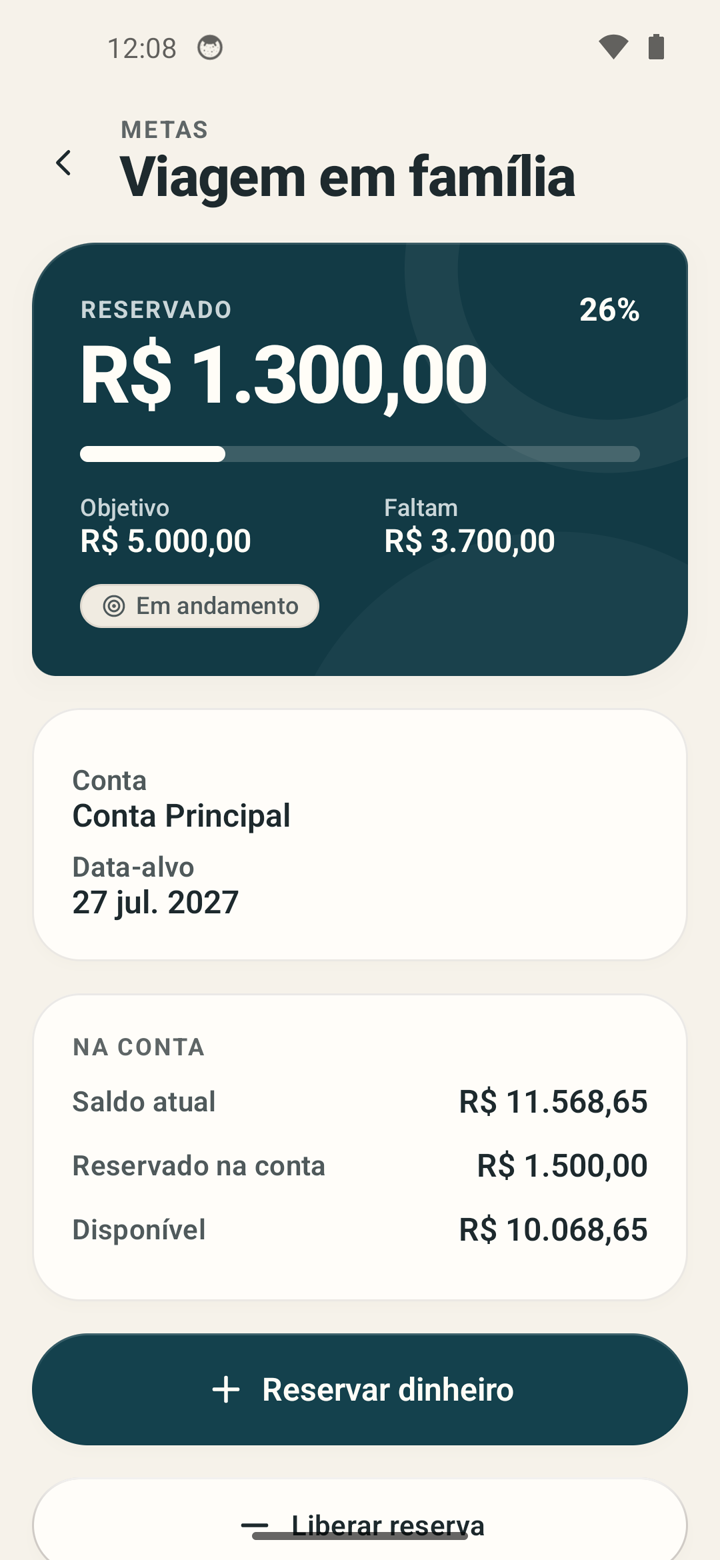 12:08
METAS
Viagem em família
RESERVADO
26%
R$ 1.300,00
Objetivo
Faltam
R$ 5.000,00
R$ 3.700,00
Em andamento
Conta
Conta Principal
Data-alvo
27 jul. 2027
NA CONTA
Saldo atual
R$ 11.568,65
Reservado na conta
R$ 1.500,00
Disponível
R$ 10.068,65
Reservar dinheiro
Liberar reserva